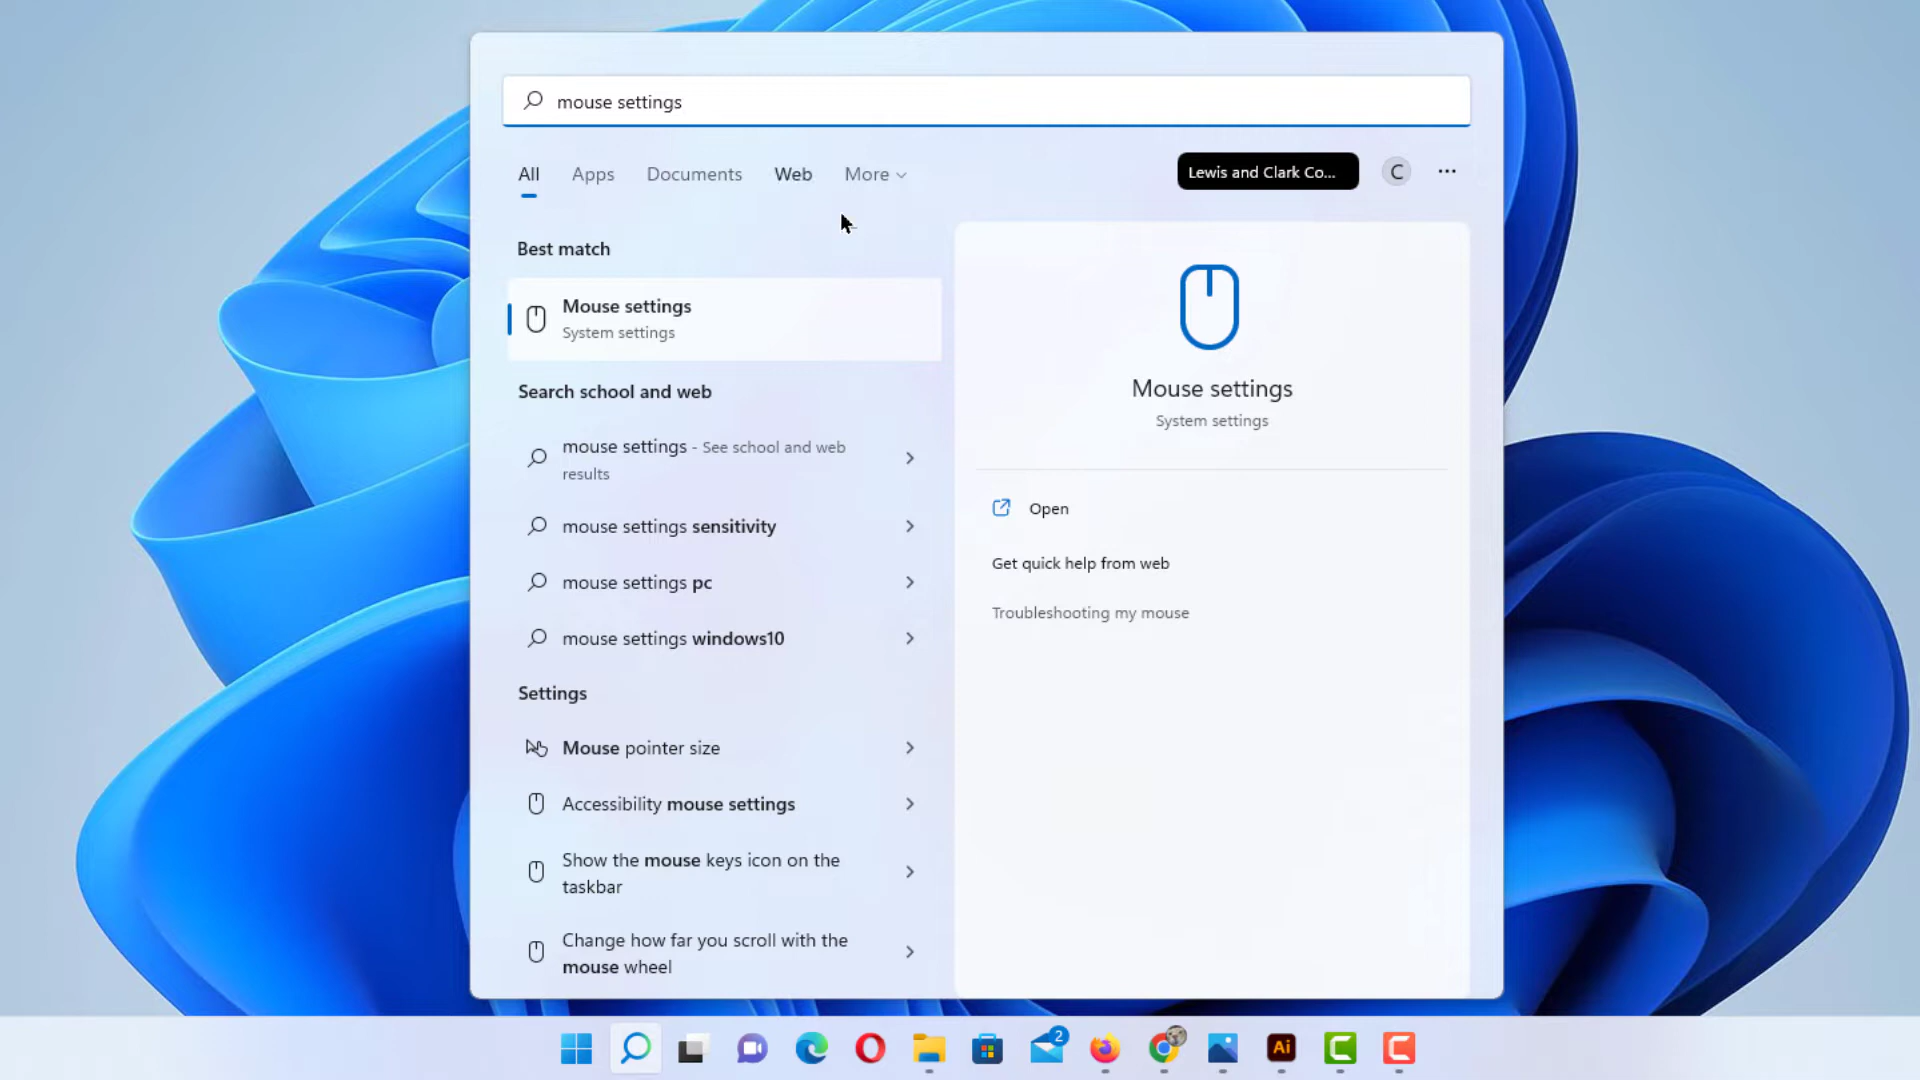 mouse settings
All
Apps
Documents
Web
More
Lewis and Clark Co...
C
Best match
Mouse settings
System settings
Search school and web
mouse settings - See school and web
results
mouse settings sensitivity
mouse settings pc
mouse settings windows10
Settings
Mouse pointer size
Accessibility mouse settings
Show the mouse keys icon on the
taskbar
Change how far you scroll with the
mouse wheel
Mouse settings
System settings
Open
Get quick help from web
Troubleshooting my mouse
2
Ai